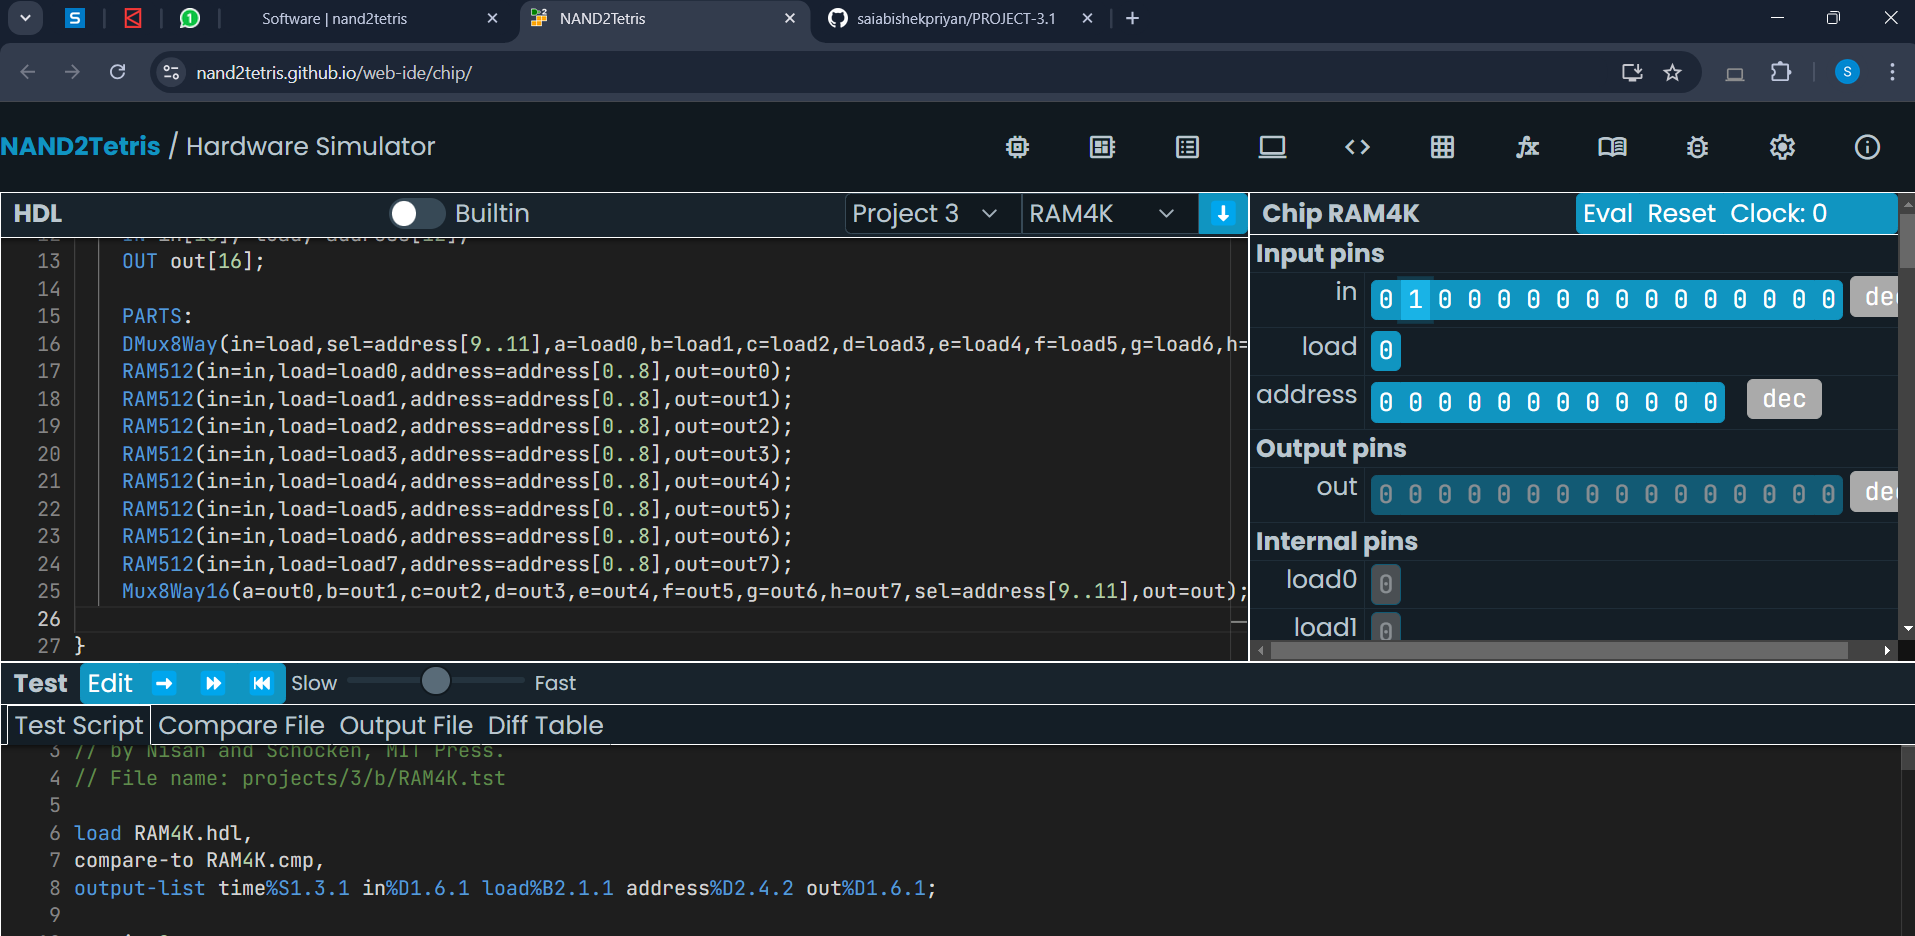 Software | nand2tetris
NAND2Tetris
saiabishekpriyan/PROJECT-3.1
nand2tetris.github.io/web-ide/chip/
NAND2Tetris / Hardware Simulator
HDL Builtin Project 3 RAM4K
Chip RAM4K Eval Reset Clock: 0
13 OUT out[16];
14
15 PARTS:
16 DMux8Way(in=load,sel=address[9..11],a=load0,b=load1,c=load2,d=load3,e=load4,f=load5,g=load6,h=
17 RAM512(in=in,load=load0,address=address[0..8],out=out0);
18 RAM512(in=in,load=load1,address=address[0..8],out=out1);
19 RAM512(in=in,load=load2,address=address[0..8],out=out2);
20 RAM512(in=in,load=load3,address=address[0..8],out=out3);
21 RAM512(in=in,load=load4,address=address[0..8],out=out4);
22 RAM512(in=in,load=load5,address=address[0..8],out=out5);
23 RAM512(in=in,load=load6,address=address[0..8],out=out6);
24 RAM512(in=in,load=load7,address=address[0..8],out=out7);
25 Mux8Way16(a=out0,b=out1,c=out2,d=out3,e=out4,f=out5,g=out6,h=out7,sel=address[9..11],out=out);
26
27 }
Input pins
in 0 1 0 0 0 0 0 0 0 0 0 0 0 0 0 0 dec
load 0
address 0 0 0 0 0 0 0 0 0 0 0 0 dec
Output pins
out 0 0 0 0 0 0 0 0 0 0 0 0 0 0 0 0 dec
Internal pins
load0 0
load1 0
Test Edit Slow Fast
Test Script Compare File Output File Diff Table
3 // by Nisan and Schocken, MIT Press.
4 // File name: projects/3/b/RAM4K.tst
5
6 load RAM4K.hdl,
7 compare-to RAM4K.cmp,
8 output-list time%S1.3.1 in%D1.6.1 load%B2.1.1 address%D2.4.2 out%D1.6.1;
9